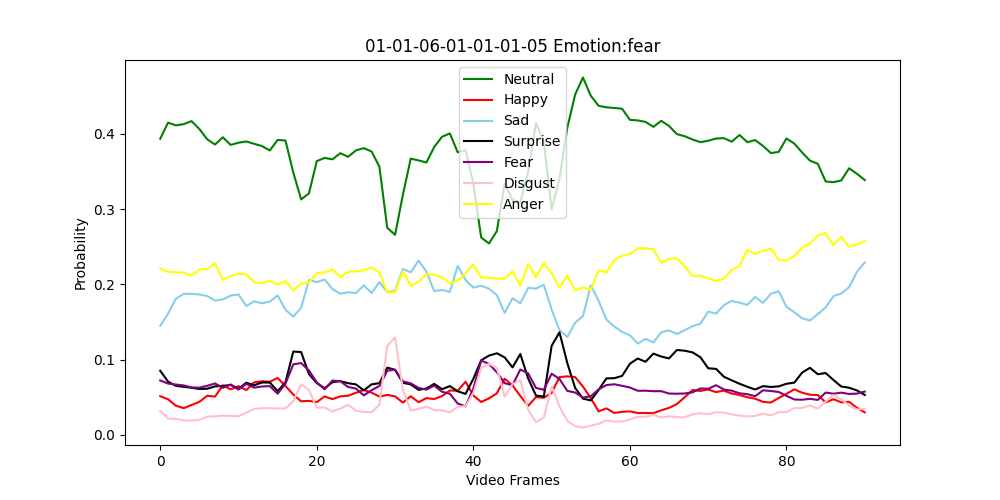 01-01-06-01-01-01-05 Emotion:fear
Neutral
Happy
Sad
Surprise
Fear
Disgust
Anger
Probability
0.4
0.3
0.2
0.1
0.0
0 20 40 60 80
Video Frames